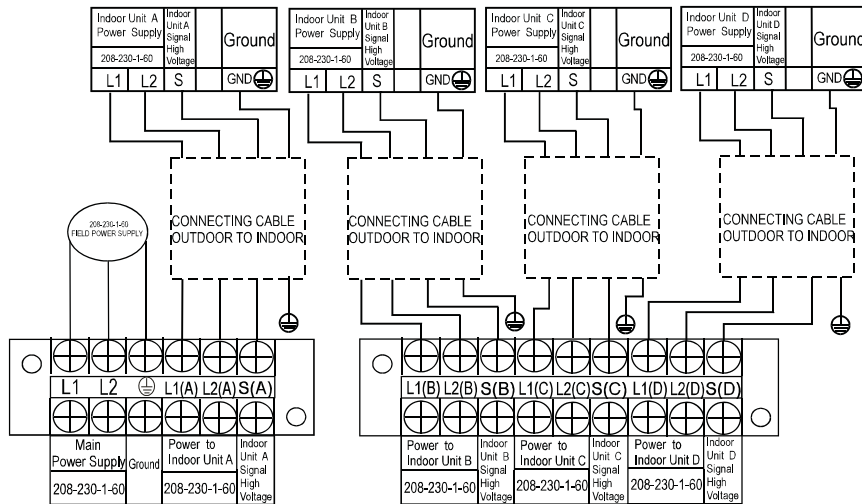 Indoor Unit A
Power Supply
208-230-1-60
Indoor
Unit A
Signal
High
Voltage
Ground
L1 L2 S GND
Indoor Unit B
Power Supply
208-230-1-60
Indoor
Unit B
Signal
High
Voltage
Ground
L1 L2 S GND
Indoor Unit C
Power Supply
208-230-1-60
Indoor
Unit C
Signal
High
Voltage
Ground
L1 L2 S GND
Indoor Unit D
Power Supply
208-230-1-60
Indoor
Unit D
Signal
High
Voltage
Ground
L1 L2 S GND
208-230-1-60
FIELD POWER SUPPLY
CONNECTING CABLE
OUTDOOR TO INDOOR
CONNECTING CABLE
OUTDOOR TO INDOOR
CONNECTING CABLE
OUTDOOR TO INDOOR
CONNECTING CABLE
OUTDOOR TO INDOOR
L1 L2 L1(A) L2(A) S(A)
Main
Power Supply
208-230-1-60
Ground
Power to
Indoor Unit A
208-230-1-60
Indoor
Unit A
Signal
High
Voltage
L1(B) L2(B) S(B) L1(C) L2(C) S(C) L1(D) L2(D) S(D)
Power to
Indoor Unit B
208-230-1-60
Indoor
Unit B
Signal
High
Voltage
Power to
Indoor Unit C
208-230-1-60
Indoor
Unit C
Signal
High
Voltage
Power to
Indoor Unit D
208-230-1-60
Indoor
Unit D
Signal
High
Voltage